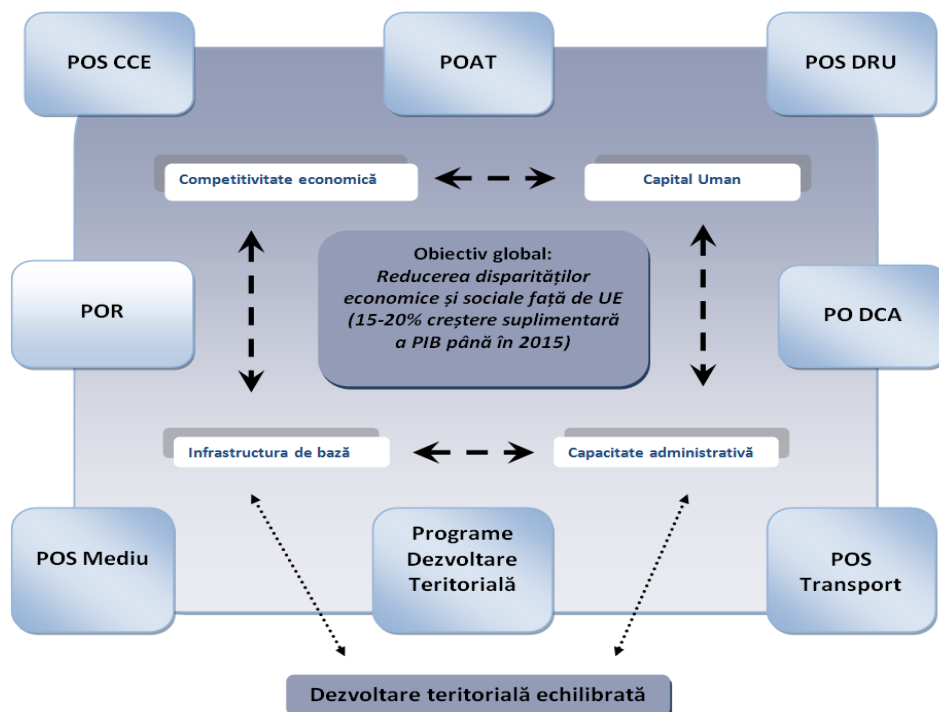 POS CCE
POAT
POS DRU
Competitivitate economică
Capital Uman
Obiectiv global:
Reducerea disparităților
economice și sociale față de UE
(15-20% creștere suplimentară
a PIB până în 2015)
POR
PO DCA
Infrastructura de bază
Capacitate administrativă
POS Mediu
Programe
Dezvoltare
Teritorială
POS
Transport
Dezvoltare teritorială echilibrată